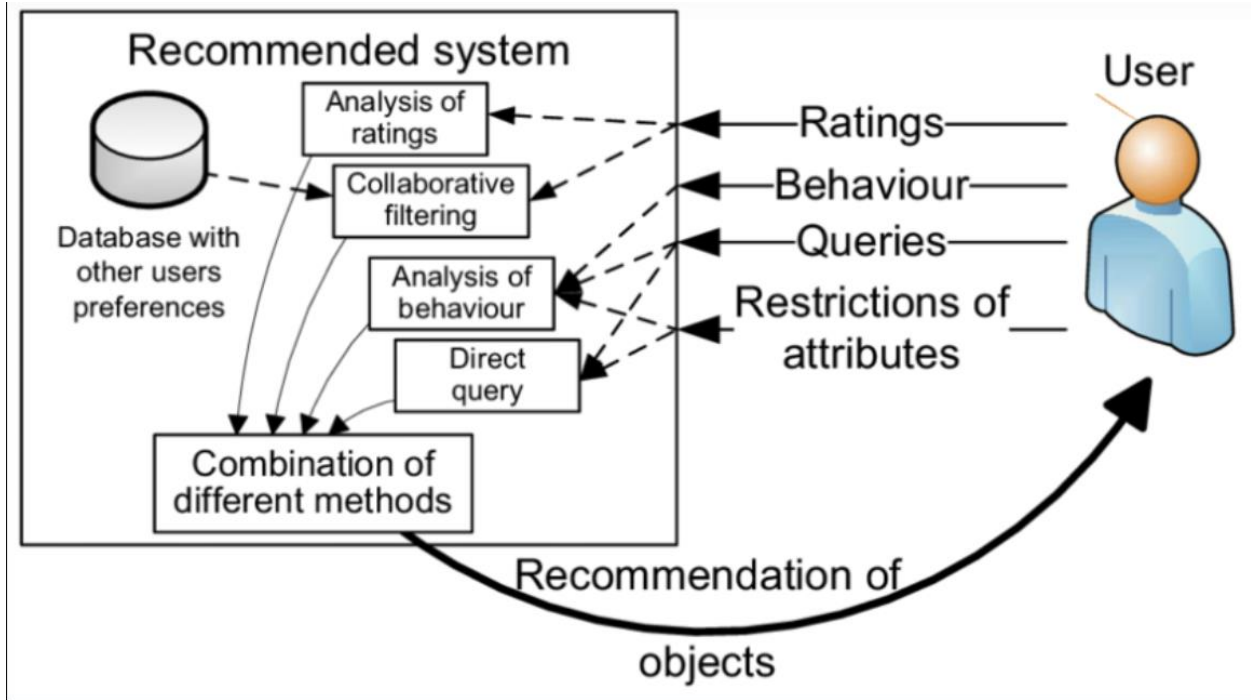 Recommended system
User
Analysis of
ratings
Ratings
Collaborative
filtering
Behaviour
Database with
other users
preferences
Queries
Analysis of
behaviour
Restrictions of
attributes
Direct
query
Combination of
different methods
Recommendation of
objects